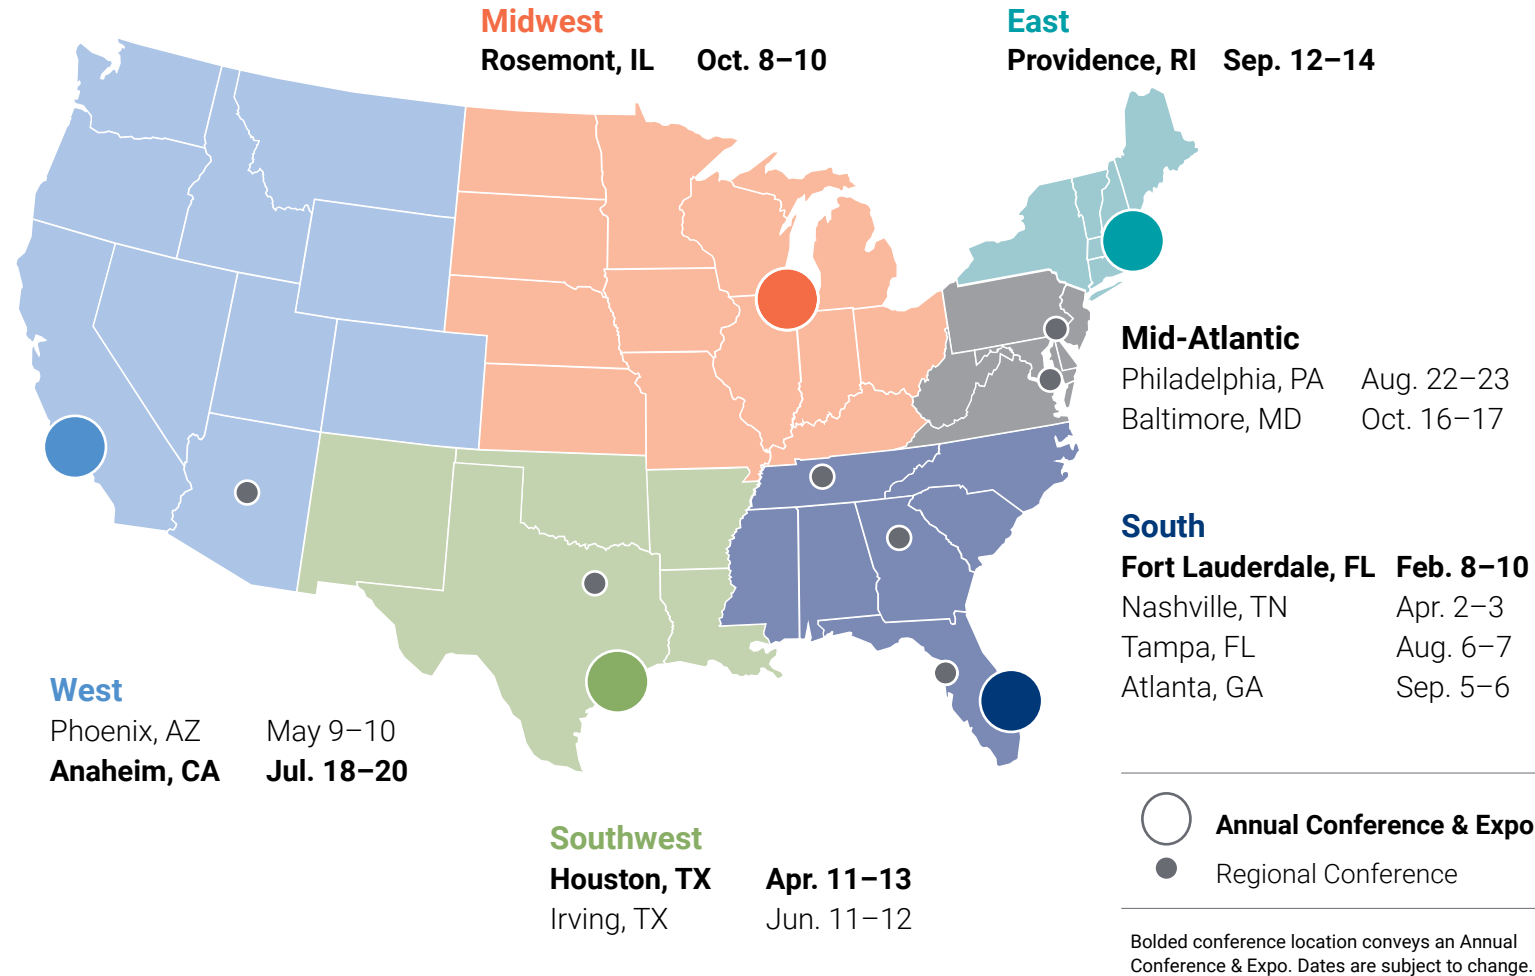 Midwest
Rosemont, IL Oct. 8–10
East
Providence, RI Sep. 12–14
Mid-Atlantic
Philadelphia, PA Aug. 22–23
Baltimore, MD Oct. 16–17
South
Fort Lauderdale, FL Feb. 8–10
Nashville, TN Apr. 2–3
Tampa, FL Aug. 6–7
Atlanta, GA Sep. 5–6
West
Phoenix, AZ May 9–10
Anaheim, CA Jul. 18–20
Southwest
Houston, TX Apr. 11–13
Irving, TX Jun. 11–12
Annual Conference & Expo
Regional Conference
Bolded conference location conveys an Annual
Conference & Expo. Dates are subject to change.